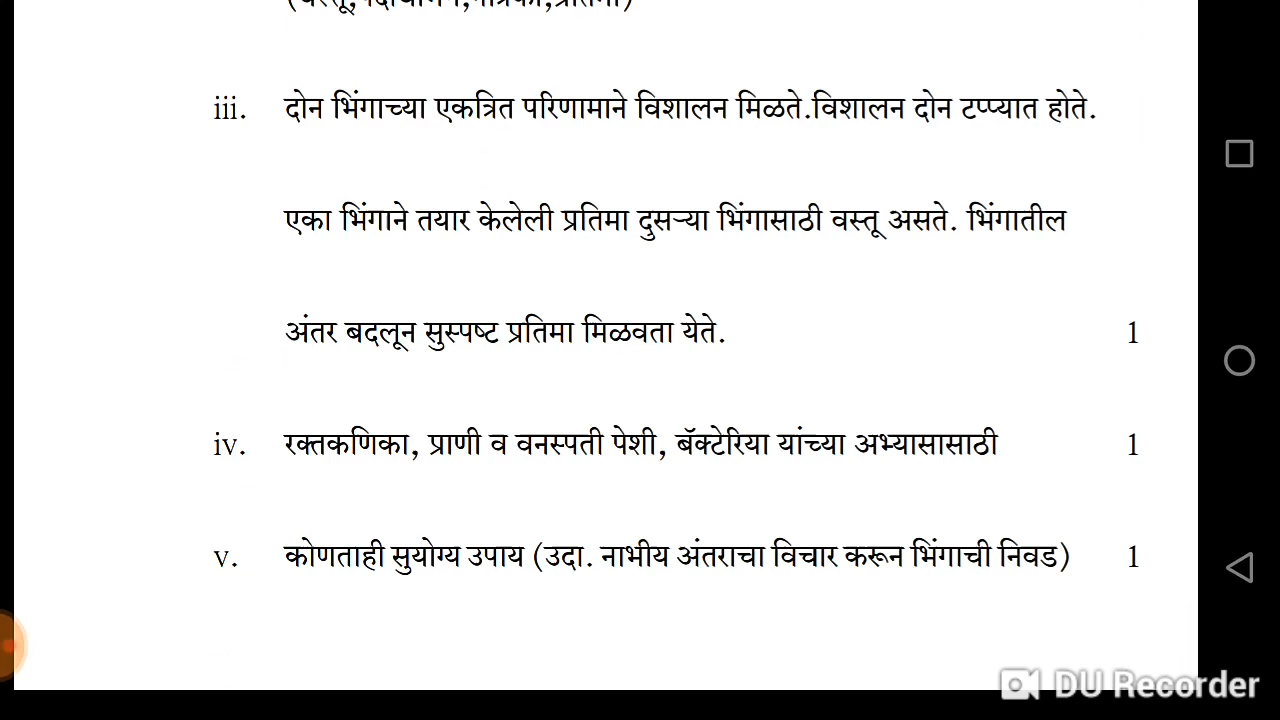 iii. दोन भिंगाच्या एकत्रित परिणामाने विशालन मिळते.विशालन दोन टप्प्यात होते.
एका भिंगाने तयार केलेली प्रतिमा दुसऱ्या भिंगासाठी वस्तू असते. भिंगातील
अंतर बदलून सुस्पष्ट प्रतिमा मिळवता येते. 1
iv. रक्तकणिका, प्राणी व वनस्पती पेशी, बॅक्टेरिया यांच्या अभ्यासासाठी 1
v. कोणताही सुयोग्य उपाय (उदा. नाभीय अंतराचा विचार करून भिंगाची निवड) 1
DU Recorder